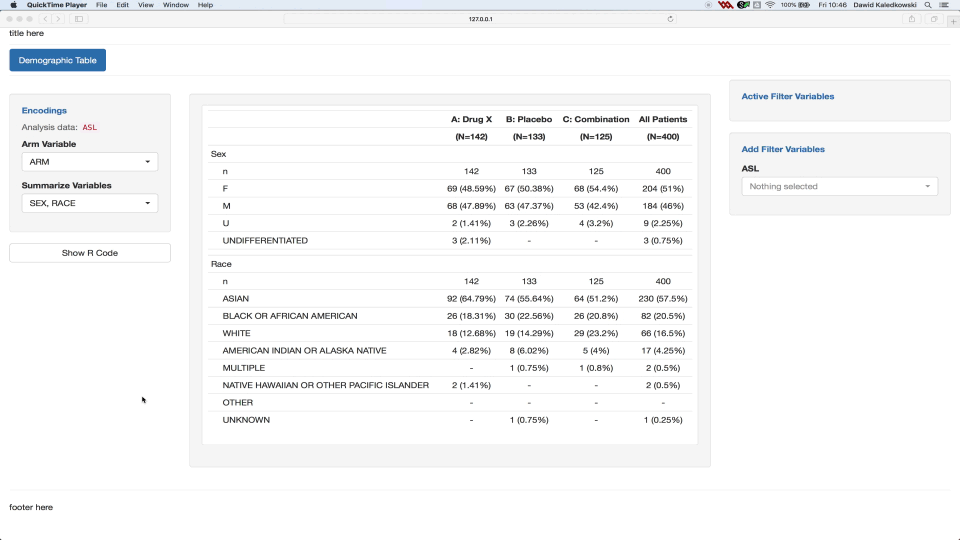 QuickTime Player File Edit View Window Help 100% Fri 10:46 Dawid Kaledkowski
127.0.0.1
title here
Demographic Table
Encodings
Analysis data: ASL
Arm Variable
ARM
Summarize Variables
SEX, RACE
Show R Code
A: Drug X B: Placebo C: Combination All Patients
(N=142) (N=133) (N=125) (N=400)
Sex
n 142 133 125 400
F 69 (48.59%) 67 (50.38%) 68 (54.4%) 204 (51%)
M 68 (47.89%) 63 (47.37%) 53 (42.4%) 184 (46%)
U 2 (1.41%) 3 (2.26%) 4 (3.2%) 9 (2.25%)
UNDIFFERENTIATED 3 (2.11%) - - 3 (0.75%)
Race
n 142 133 125 400
ASIAN 92 (64.79%) 74 (55.64%) 64 (51.2%) 230 (57.5%)
BLACK OR AFRICAN AMERICAN 26 (18.31%) 30 (22.56%) 26 (20.8%) 82 (20.5%)
WHITE 18 (12.68%) 19 (14.29%) 29 (23.2%) 66 (16.5%)
AMERICAN INDIAN OR ALASKA NATIVE 4 (2.82%) 8 (6.02%) 5 (4%) 17 (4.25%)
MULTIPLE - 1 (0.75%) 1 (0.8%) 2 (0.5%)
NATIVE HAWAIIAN OR OTHER PACIFIC ISLANDER 2 (1.41%) - - 2 (0.5%)
OTHER - - - -
UNKNOWN - 1 (0.75%) - 1 (0.25%)
Active Filter Variables
Add Filter Variables
ASL
Nothing selected
footer here